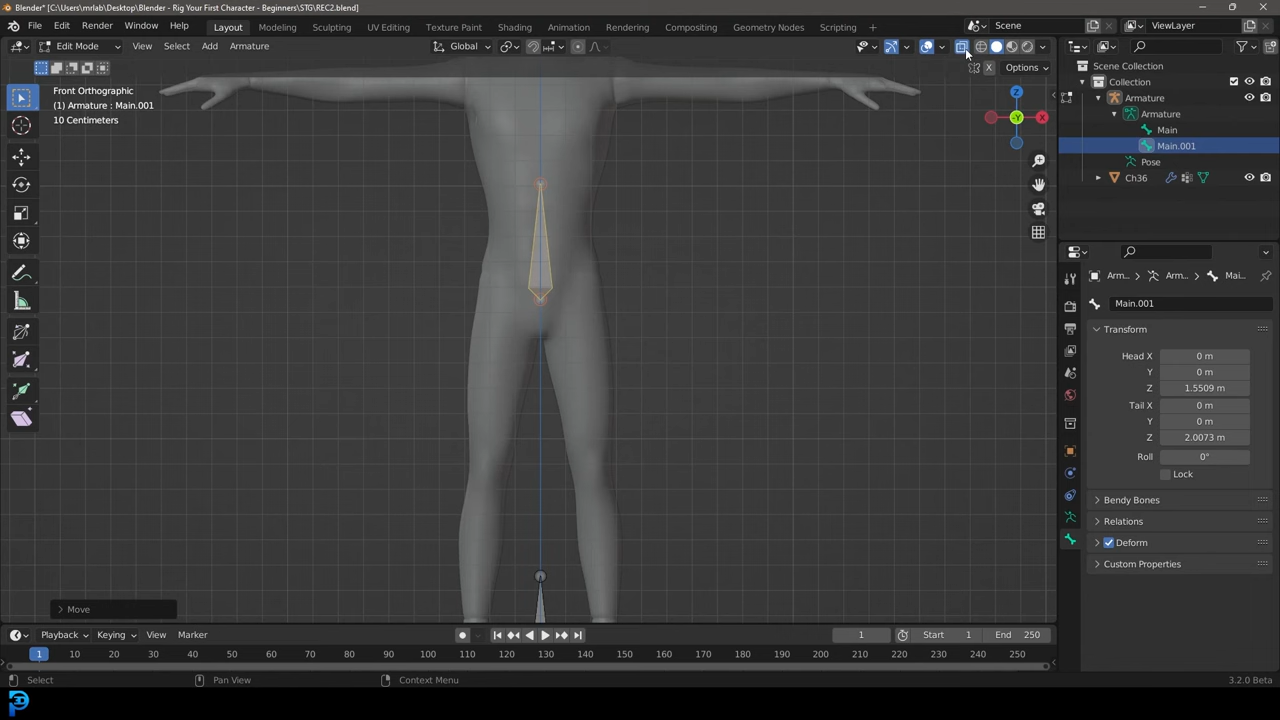 Blender* [C:\users\mrlab\Desktop\Blender - Rig Your First Character - Beginners\STG\REC2.blend]
File Edit Render Window Help Layout Modeling Sculpting UV Editing Texture Paint Shading Animation Rendering Compositing Geometry Nodes Scripting + Scene ViewLayer
Edit Mode View Select Add Armature Global
X Options
Front Orthographic
(1) Armature : Main.001
10 Centimeters
Z
-Y
X
Scene Collection
Collection
Armature
Armature
Main
Main.001
Pose
Ch36
Arm... > Arm... > Mai...
Main.001
Transform
Head X 0 m
Y 0 m
Z 1.5509 m
Tail X 0 m
Y 0 m
Z 2.0073 m
Roll 0°
Lock
Bendy Bones
Relations
Deform
Custom Properties
Move
Playback Keying View Marker 1 Start 1 End 250
1 10 20 30 40 50 60 70 80 90 100 110 120 130 140 150 160 170 180 190 200 210 220 230 240 250
Select Pan View Context Menu 3.2.0 Beta